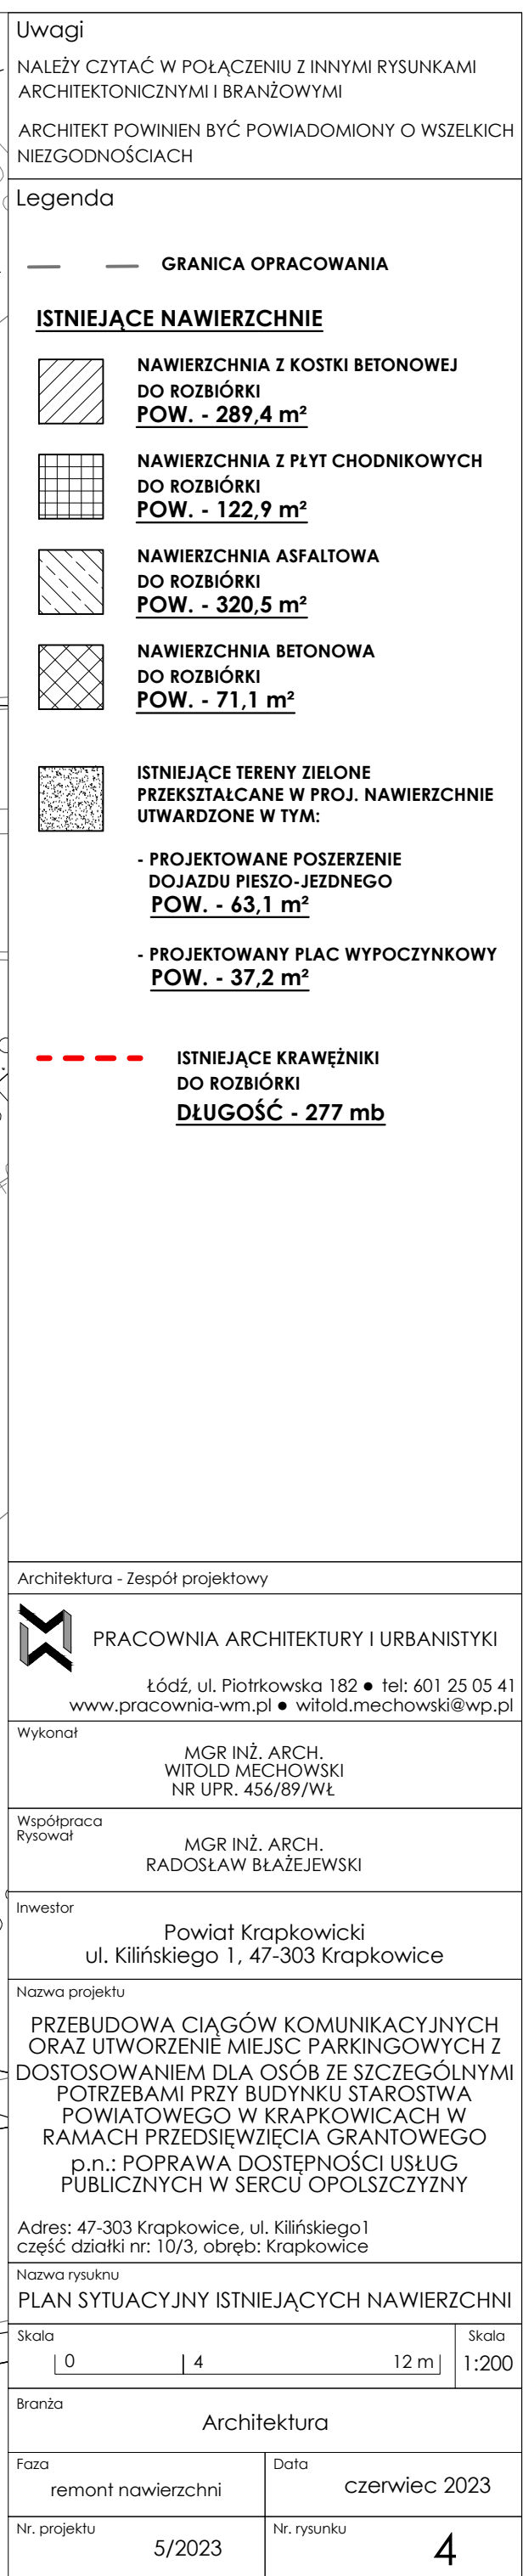 Uwagi
NALEŻY CZYTAĆ W POŁĄCZENIU Z INNYMI RYSUNKAMI
ARCHITEKTONICZNYMI I BRANŻOWYMI
ARCHITEKT POWINIEN BYĆ POWIADOMIONY O WSZELKICH
NIEZGODNOŚCIACH
Legenda
GRANICA OPRACOWANIA
ISTNIEJĄCE NAWIERZCHNIE
NAWIERZCHNIA Z KOSTKI BETONOWEJ
DO ROZBIÓRKI
POW. - 289,4 m²
NAWIERZCHNIA Z PŁYT CHODNIKOWYCH
DO ROZBIÓRKI
POW. - 122,9 m²
NAWIERZCHNIA ASFALTOWA
DO ROZBIÓRKI
POW. - 320,5 m²
NAWIERZCHNIA BETONOWA
DO ROZBIÓRKI
POW. - 71,1 m²
ISTNIEJĄCE TERENY ZIELONE
PRZEKSZTAŁCANE W PROJ. NAWIERZCHNIE
UTWARDZONE W TYM:
- PROJEKTOWANE POSZERZENIE
DOJAZDU PIESZO-JEZDNEGO
POW. - 63,1 m²
- PROJEKTOWANY PLAC WYPOCZYNKOWY
POW. - 37,2 m²
ISTNIEJĄCE KRAWĘŻNIKI
DO ROZBIÓRKI
DŁUGOŚĆ - 277 mb
Architektura - Zespół projektowy
PRACOWNIA ARCHITEKTURY I URBANISTYKI
Łódź, ul. Piotrkowska 182 ● tel: 601 25 05 41
www.pracownia-wm.pl ● witold.mechowski@wp.pl
Wykonał
MGR INŻ. ARCH.
WITOLD MECHOWSKI
NR UPR. 456/89/WŁ
Współpraca
Rysował
MGR INŻ. ARCH.
RADOSŁAW BŁAŻEJEWSKI
Inwestor
Powiat Krapkowicki
ul. Kilińskiego 1, 47-303 Krapkowice
Nazwa projektu
PRZEBUDOWA CIĄGÓW KOMUNIKACYJNYCH
ORAZ UTWORZENIE MIEJSC PARKINGOWYCH Z
DOSTOSOWANIEM DLA OSÓB ZE SZCZEGÓLNYMI
POTRZEBAMI PRZY BUDYNKU STAROSTWA
POWIATOWEGO W KRAPKOWICACH W
RAMACH PRZEDSIĘWZIĘCIA GRANTOWEGO
p.n.: POPRAWA DOSTĘPNOŚCI USŁUG
PUBLICZNYCH W SERCU OPOLSZCZYZNY
Adres: 47-303 Krapkowice, ul. Kilińskiego1
część działki nr: 10/3, obręb: Krapkowice
Nazwa rysunku
PLAN SYTUACYJNY ISTNIEJĄCYCH NAWIERZCHNI
Skala
0 4 12 m
Skala
1:200
Branża
Architektura
Faza
remont nawierzchni
Data
czerwiec 2023
Nr. projektu
5/2023
Nr. rysunku
4